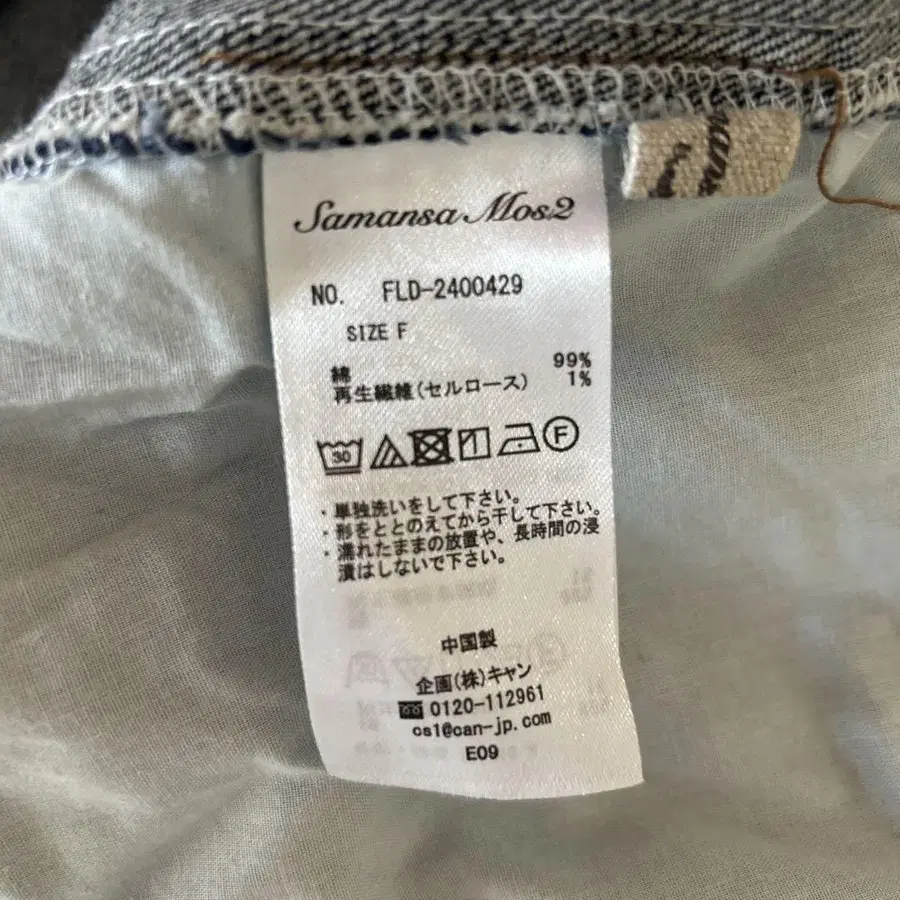 Samansa Mos2
NO. FLD-2400429
SIZE F
綿 99%
再生繊維(セルロース) 1%
30
F
・単独洗いをして下さい。
・形をととのえてから干して下さい。
・濡れたままの放置や、長時間の浸
漬はしないで下さい。
中国製
企画(株)キャン
0120-112961
cs1@can-jp.com
E09